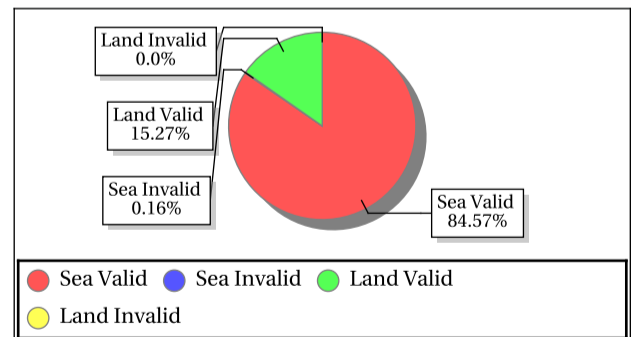 Land Invalid
0.0%
Land Valid
15.27%
Sea Invalid
0.16%
Sea Valid
84.57%
Sea Valid Sea Invalid Land Valid
Land Invalid